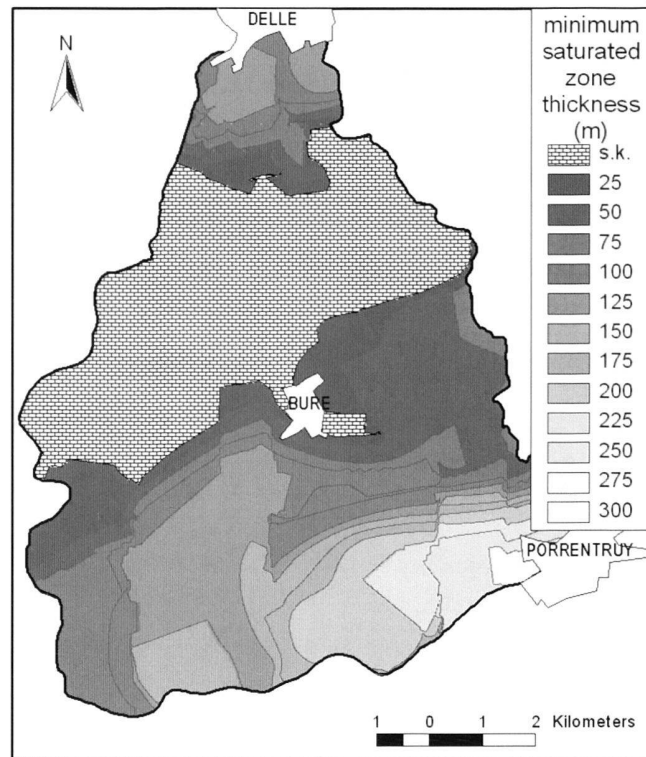 DELLE
N
minimum
saturated
zone
thickness
(m)
s.k.
25
50
75
100
125
150
175
200
225
250
275
300
BURE
PORRENTRUY
1 0 1 2 Kilometers